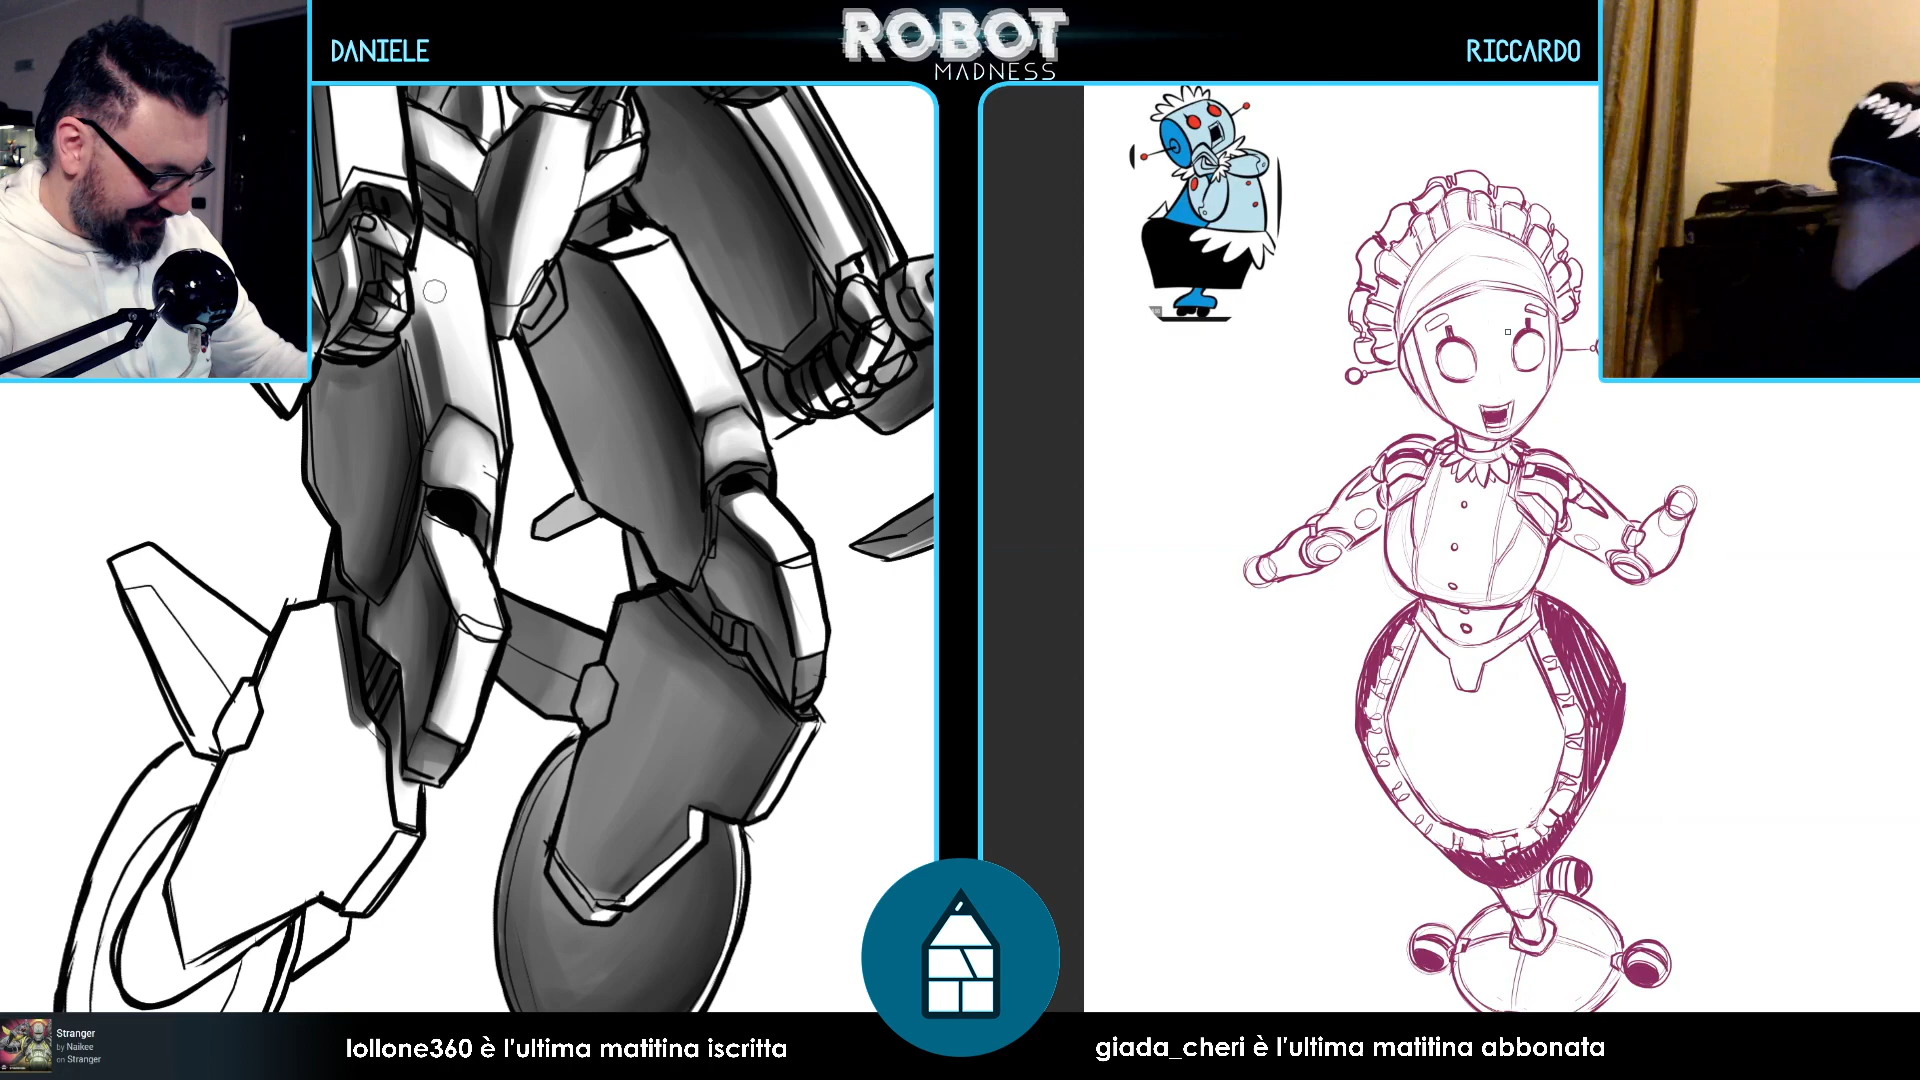 DANIELE
ROBOT
MADNESS
RICCARDO
Stranger
by Naikee
on Stranger
lollone360 è l'ultima matitina iscritta
giada_cheri è l'ultima matitina abbonata